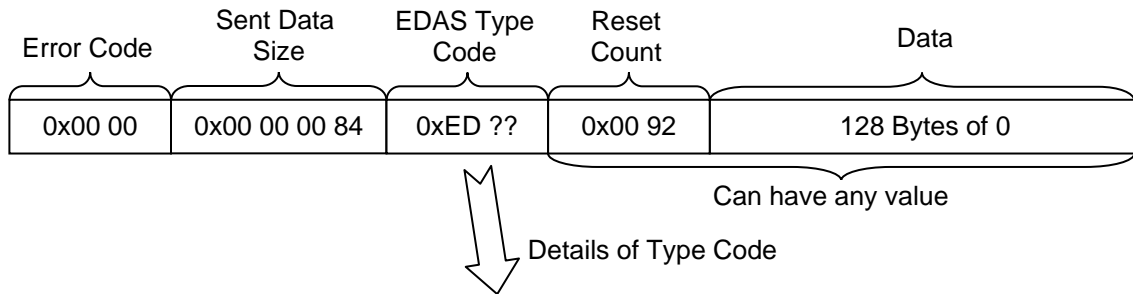 Error Code
Sent Data
Size
EDAS Type
Code
Reset
Count
Data
0x00 00
0x00 00 00 84
0xED ??
0x00 92
128 Bytes of 0
Can have any value
Details of Type Code